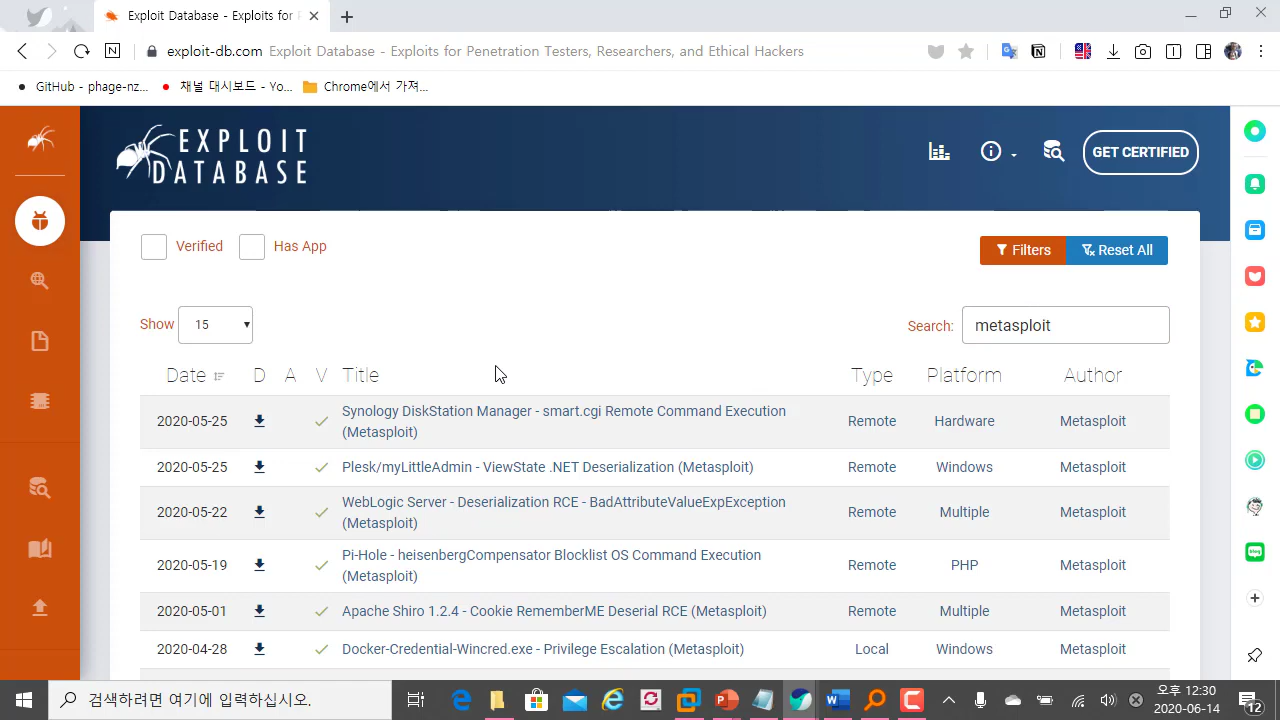 Exploit Database - Exploits for P
exploit-db.com Exploit Database - Exploits for Penetration Testers, Researchers, and Ethical Hackers
GitHub - phage-nz... 채널 대시보드 - Yo... Chrome에서 가져...
EXPLOIT
DATABASE
GET CERTIFIED
Verified Has App
Filters Reset All
Show 15 Search: metasploit
Date D A V Title Type Platform Author
2020-05-25 Synology DiskStation Manager - smart.cgi Remote Command Execution
(Metasploit) Remote Hardware Metasploit
2020-05-25 Plesk/myLittleAdmin - ViewState .NET Deserialization (Metasploit) Remote Windows Metasploit
2020-05-22 WebLogic Server - Deserialization RCE - BadAttributeValueExpException
(Metasploit) Remote Multiple Metasploit
2020-05-19 Pi-Hole - heisenbergCompensator Blocklist OS Command Execution
(Metasploit) Remote PHP Metasploit
2020-05-01 Apache Shiro 1.2.4 - Cookie RememberME Deserial RCE (Metasploit) Remote Multiple Metasploit
2020-04-28 Docker-Credential-Wincred.exe - Privilege Escalation (Metasploit) Local Windows Metasploit
검색하려면 여기에 입력하십시오.
오후 12:30
2020-06-14
12